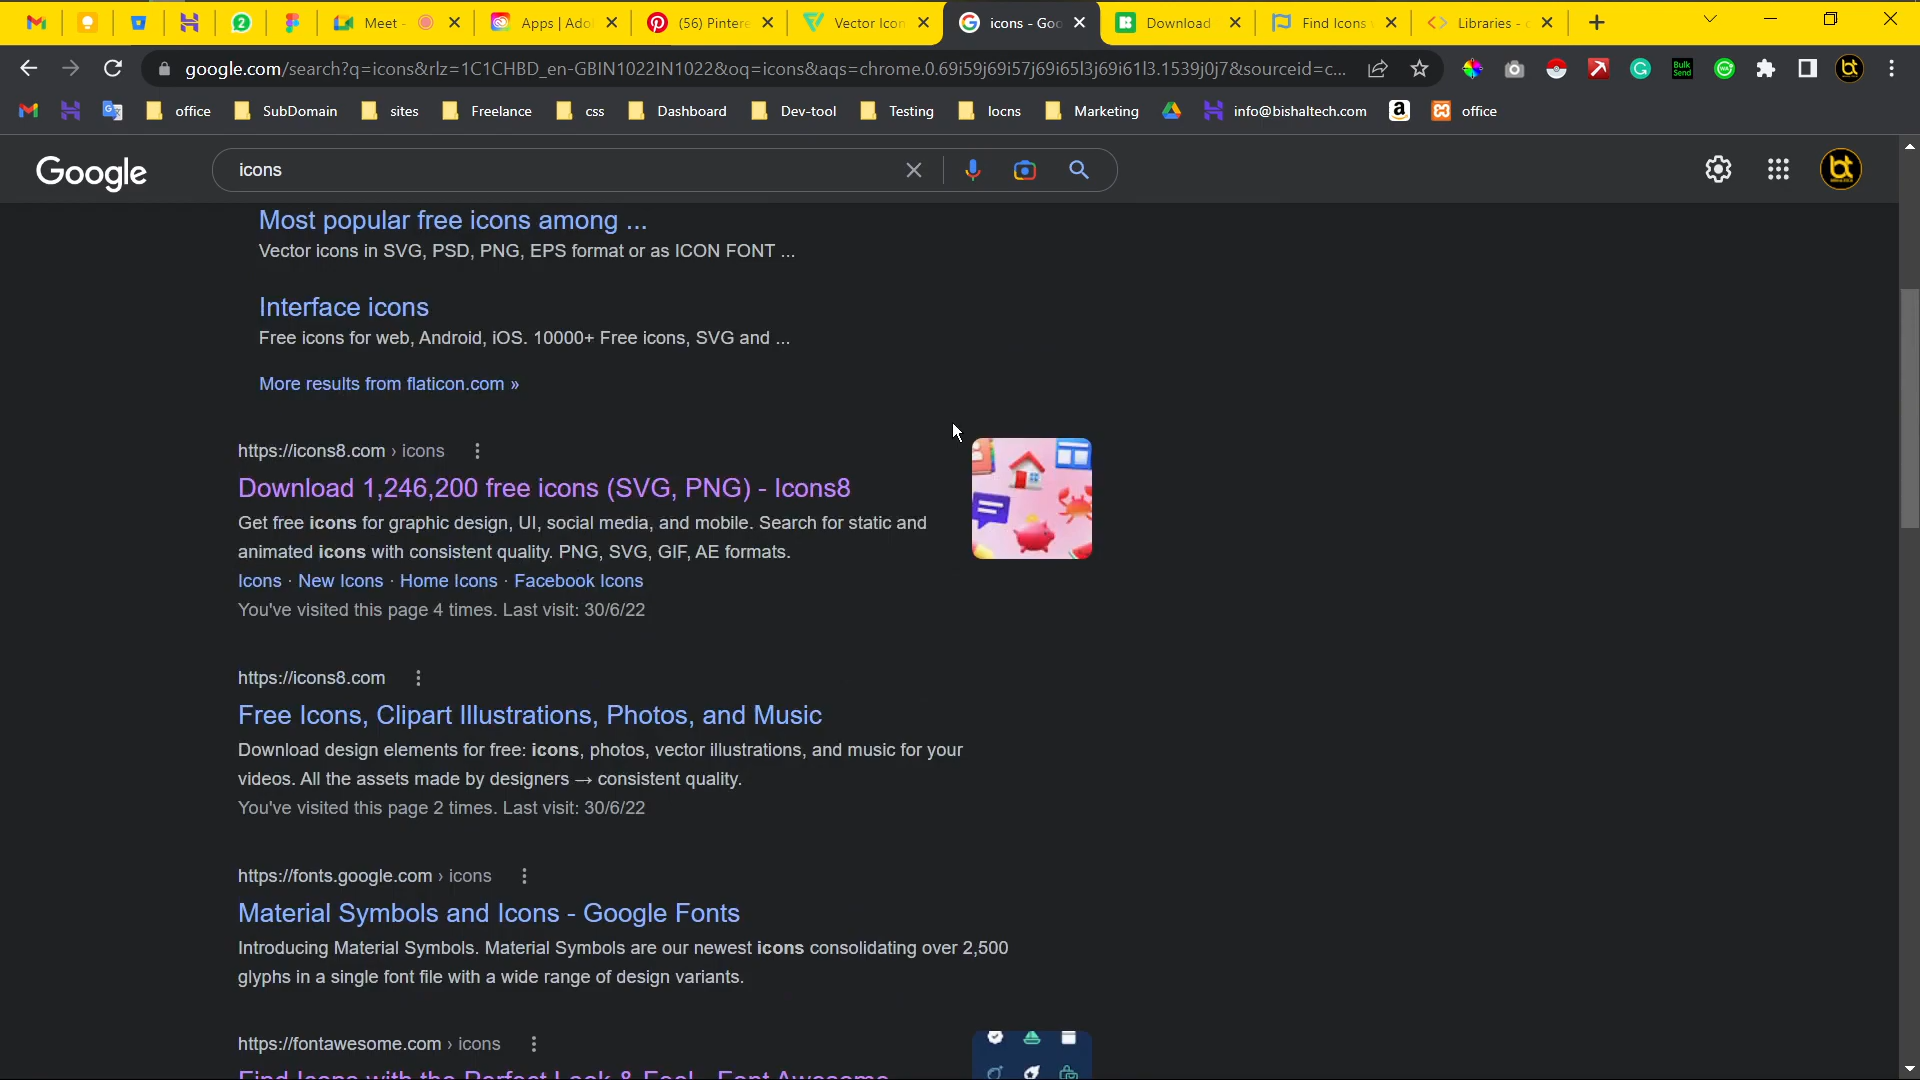 Meet -
Apps | Ado
(56) Pintere
Vector Icon
icons - Goo
Download
Find Icons
Libraries -
google.com/search?q=icons&rlz=1C1CHBD_en-GBIN1022IN1022&oq=icons&aqs=chrome.0.69i59j69i57j69i65l3j69i61l3.1539j0j7&sourceid=c...
office
SubDomain
sites
Freelance
css
Dashboard
Dev-tool
Testing
Iocns
Marketing
info@bishaltech.com
office
Google
icons
Most popular free icons among ...
Vector icons in SVG, PSD, PNG, EPS format or as ICON FONT ...
Interface icons
Free icons for web, Android, iOS. 10000+ Free icons, SVG and ...
More results from flaticon.com »
https://icons8.com › icons
Download 1,246,200 free icons (SVG, PNG) - Icons8
Get free icons for graphic design, UI, social media, and mobile. Search for static and
animated icons with consistent quality. PNG, SVG, GIF, AE formats.
Icons · New Icons · Home Icons · Facebook Icons
You've visited this page 4 times. Last visit: 30/6/22
https://icons8.com
Free Icons, Clipart Illustrations, Photos, and Music
Download design elements for free: icons, photos, vector illustrations, and music for your
videos. All the assets made by designers → consistent quality.
You've visited this page 2 times. Last visit: 30/6/22
https://fonts.google.com › icons
Material Symbols and Icons - Google Fonts
Introducing Material Symbols. Material Symbols are our newest icons consolidating over 2,500
glyphs in a single font file with a wide range of design variants.
https://fontawesome.com › icons
Find Icons with the Perfect Look & Feel - Font Awesome